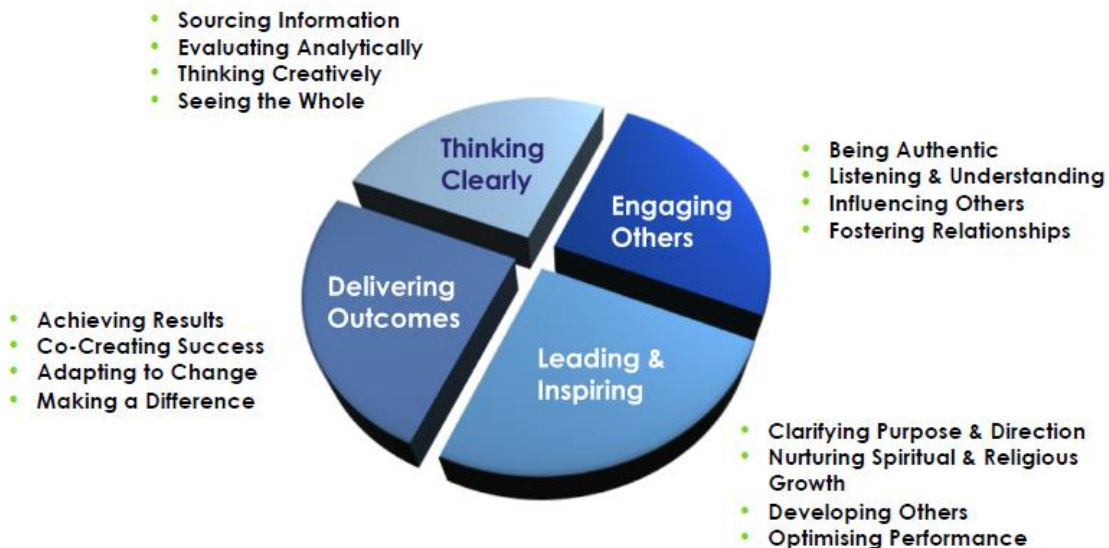 • Sourcing Information
• Evaluating Analytically
• Thinking Creatively
• Seeing the Whole
Thinking
Clearly
Engaging
Others
• Being Authentic
• Listening & Understanding
• Influencing Others
• Fostering Relationships
Delivering
Outcomes
• Achieving Results
• Co-Creating Success
• Adapting to Change
• Making a Difference
Leading &
Inspiring
• Clarifying Purpose & Direction
• Nurturing Spiritual & Religious
Growth
• Developing Others
• Optimising Performance